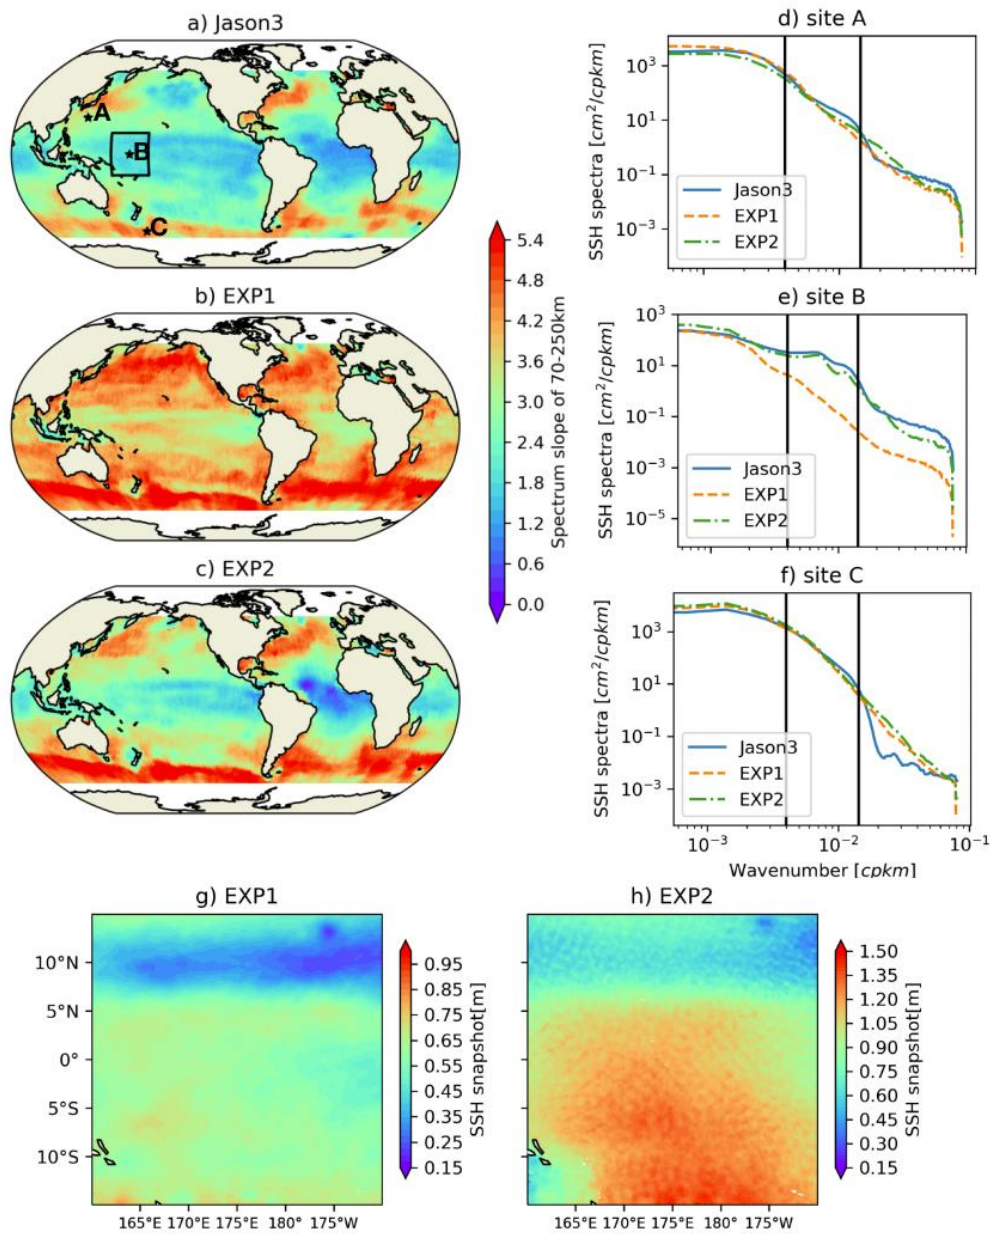 a) Jason3
A
B
C
b) EXP1
c) EXP2
5.4
4.8
4.2
3.6
3.0
2.4
1.8
1.2
0.6
0.0
Spectrum slope of 70-250km
d) site A
SSH spectra [cm²/cpkm]
10³
10¹
10⁻¹
10⁻³
Jason3
EXP1
EXP2
e) site B
SSH spectra [cm²/cpkm]
10³
10¹
10⁻¹
10⁻³
10⁻⁵
Jason3
EXP1
EXP2
f) site C
SSH spectra [cm²/cpkm]
10³
10¹
10⁻¹
10⁻³
Jason3
EXP1
EXP2
10⁻³ 10⁻² 10⁻¹
Wavenumber [cpkm]
g) EXP1
10°N
5°N
0°
5°S
10°S
165°E 170°E 175°E 180° 175°W
0.95
0.85
0.75
0.65
0.55
0.45
0.35
0.25
0.15
SSH snapshot[m]
h) EXP2
165°E 170°E 175°E 180° 175°W
1.50
1.35
1.20
1.05
0.90
0.75
0.60
0.45
0.30
0.15
SSH snapshot[m]